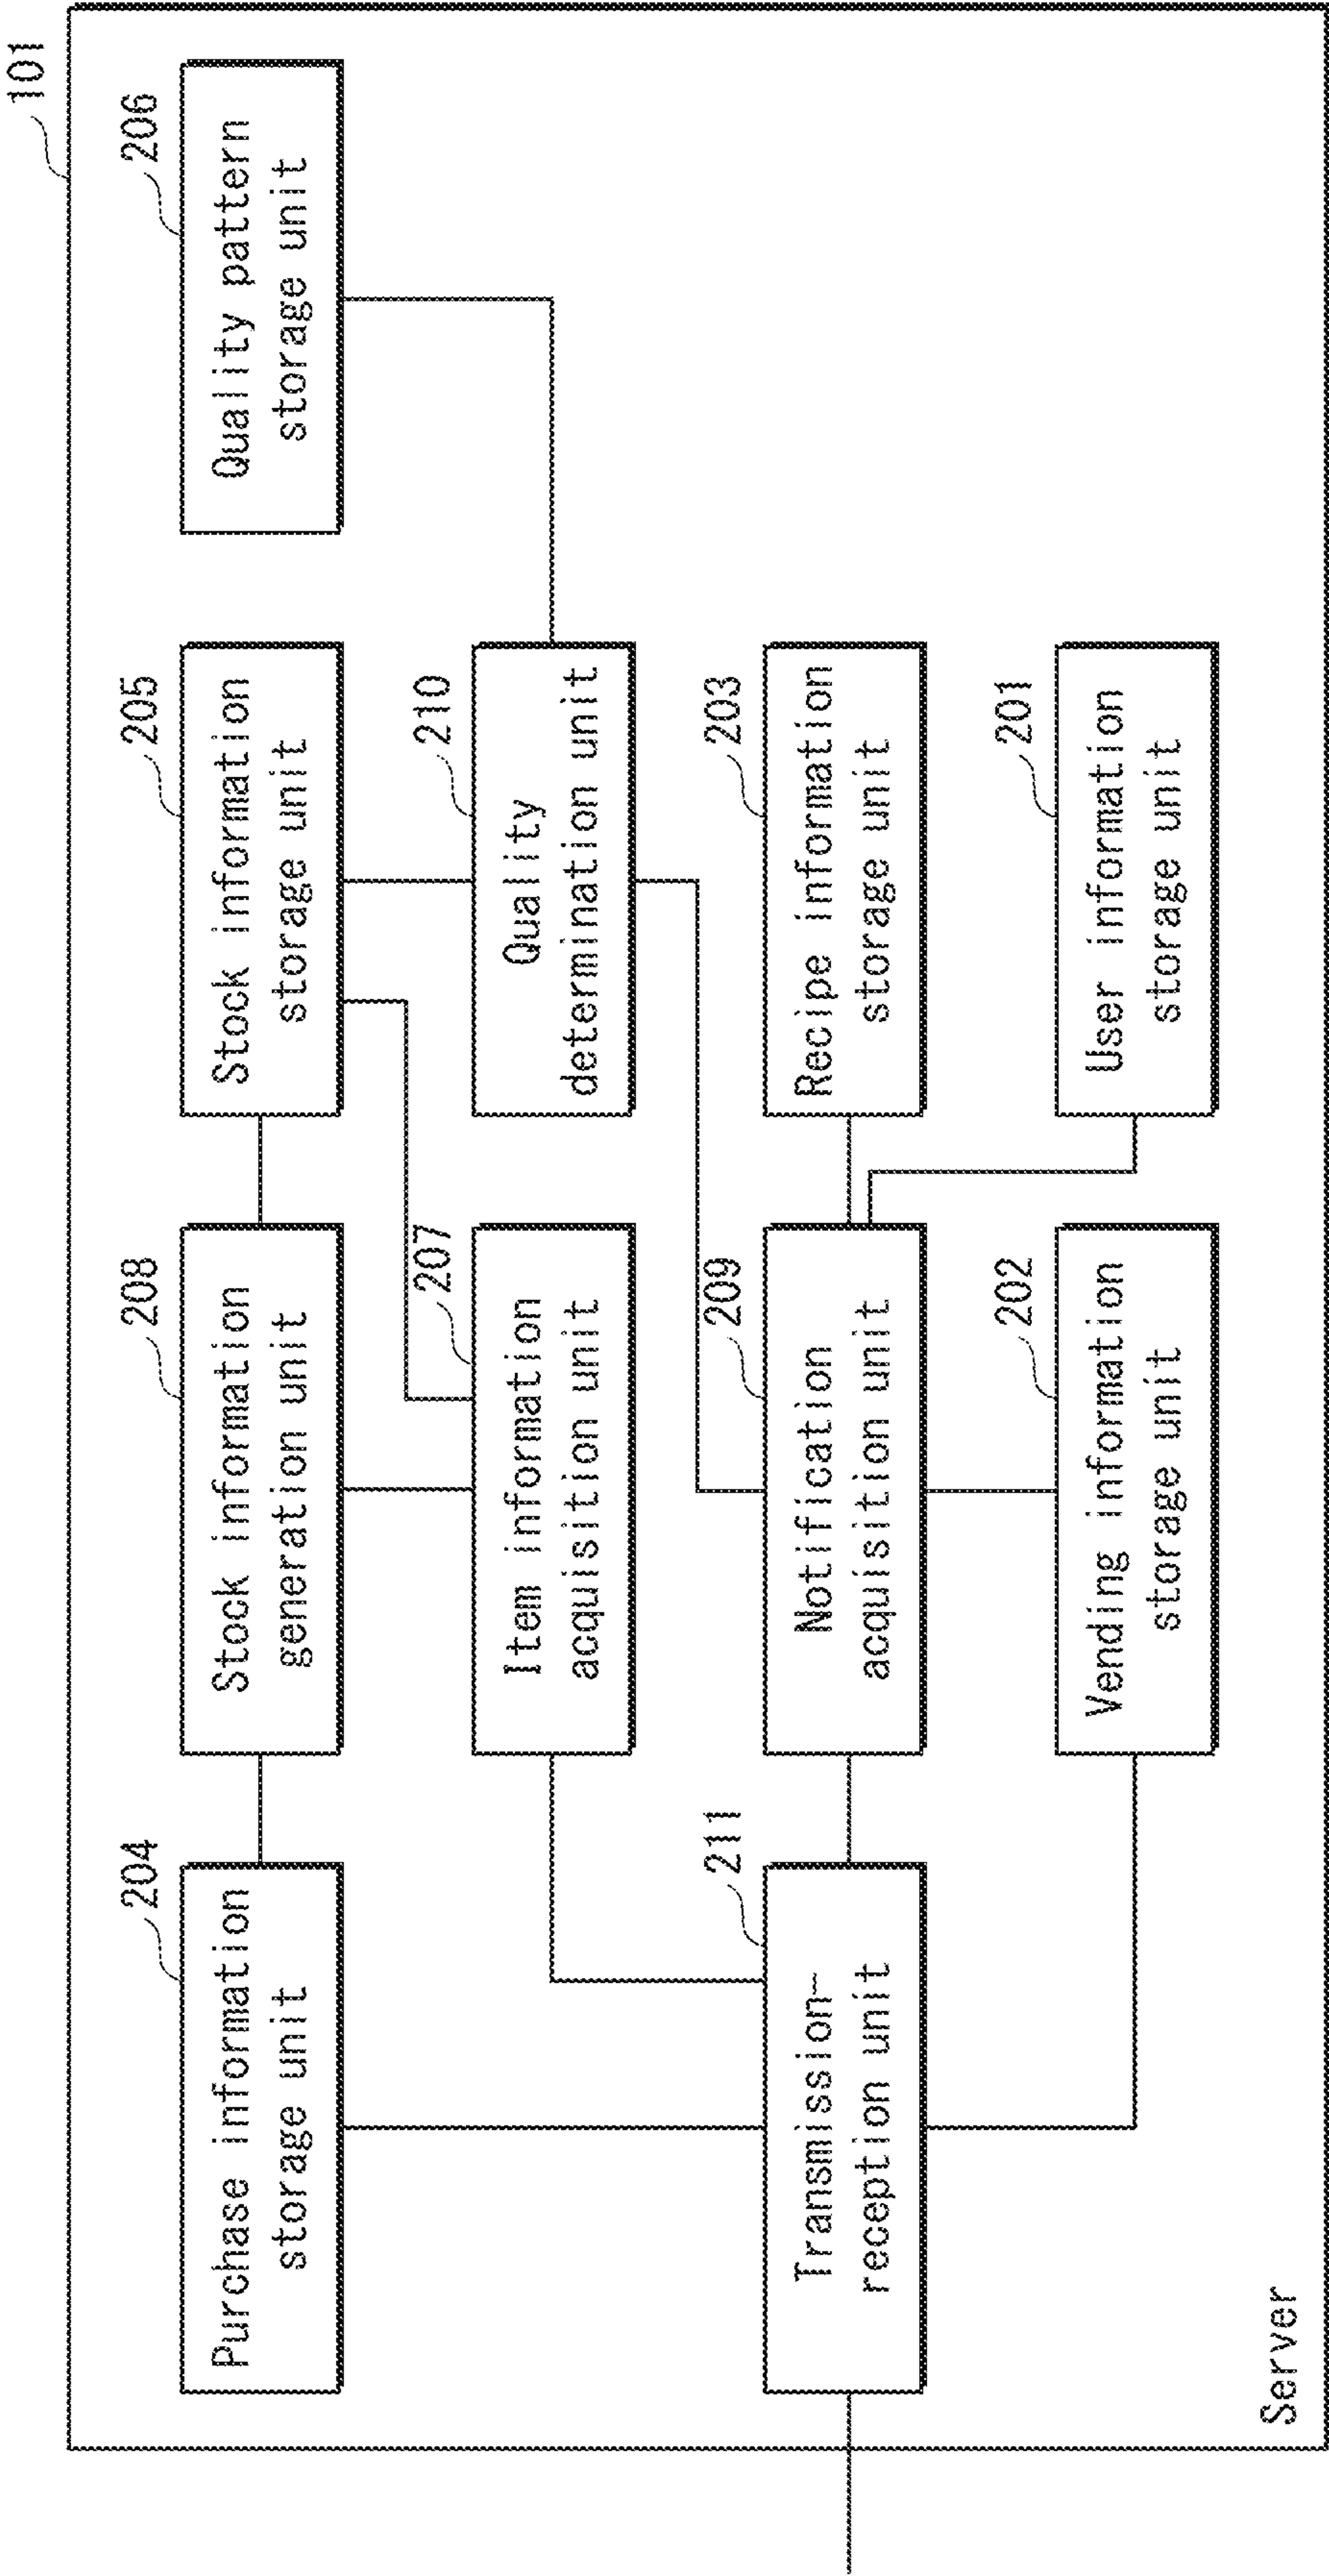 101
204
Purchase information
storage unit
208
Stock information
generation unit
205
Stock information
storage unit
206
Quality pattern
storage unit
207
Item information
acquisition unit
210
Quality
determination unit
211
Transmission-
reception unit
209
Notification
acquisition unit
203
Recipe information
storage unit
202
Vending information
storage unit
201
User information
storage unit
Server